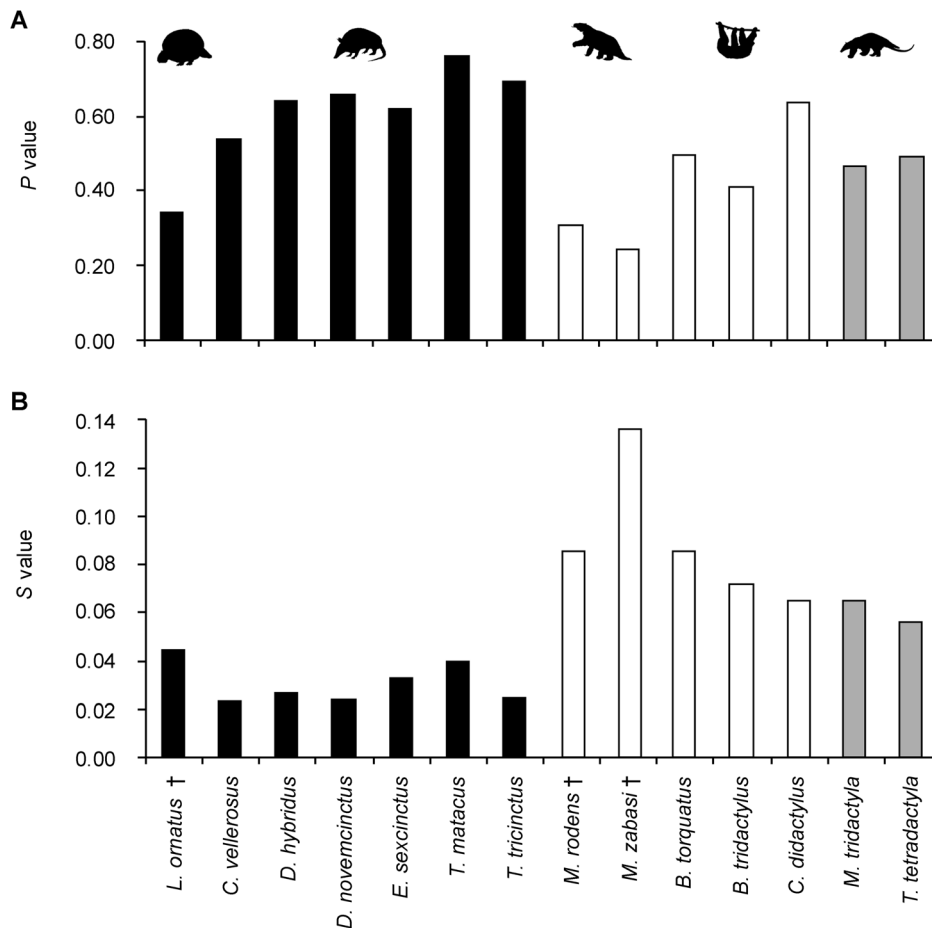 A
0.80
0.60
0.40
0.20
0.00
P value
B
0.14
0.12
0.10
0.08
0.06
0.04
0.02
0.00
S value
L. ornatus †
C. vellerosus
D. hybridus
D. novemcinctus
E. sexcinctus
T. matacus
T. tricinctus
M. rodens †
M. zabasi †
B. torquatus
B. tridactylus
C. didactylus
M. tridactyla
T. tetradactyla